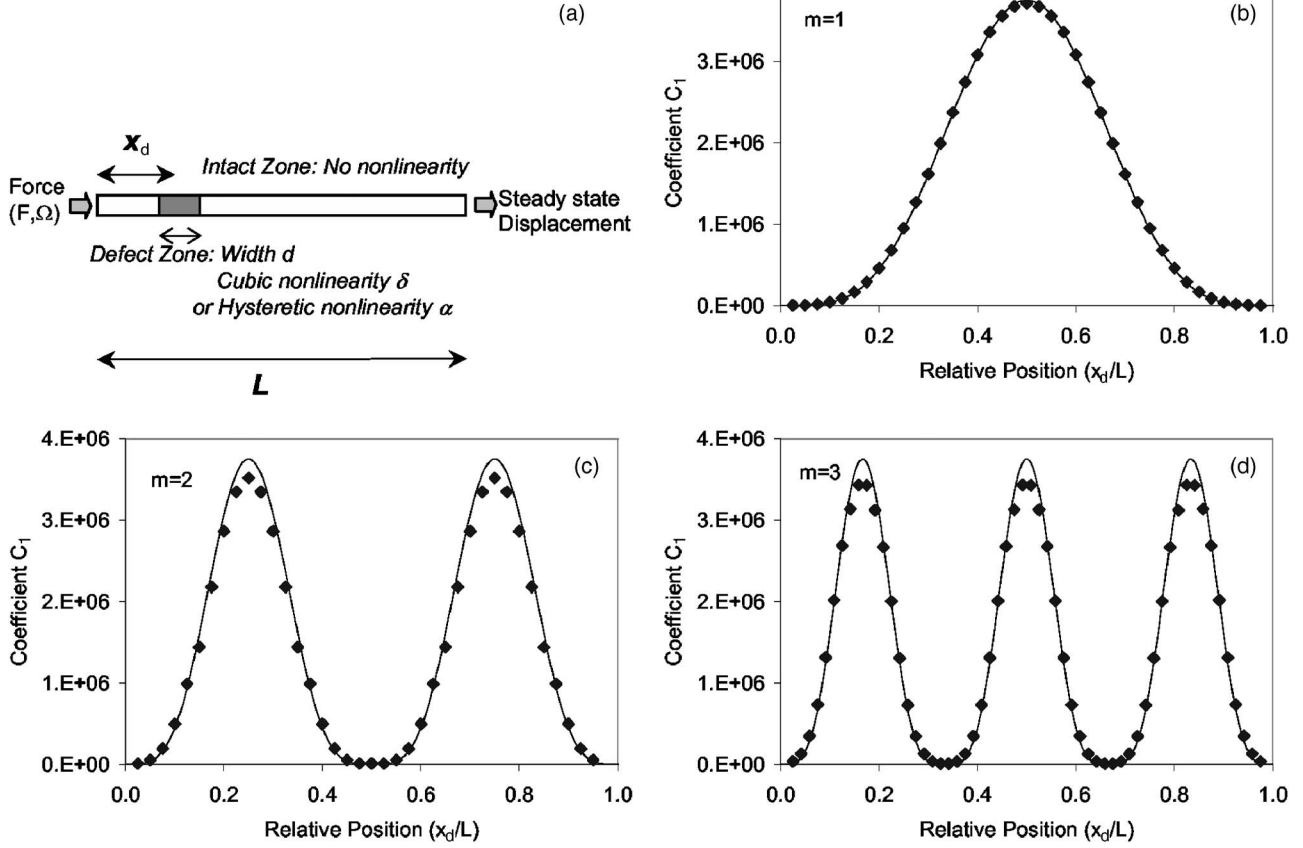 (a)
x_d
Intact Zone: No nonlinearity
Force
(F,Ω)
Steady state
Displacement
Defect Zone: Width d
Cubic nonlinearity δ
or Hysteretic nonlinearity α
L
(b)
m=1
Coefficient C₁
3.E+06
2.E+06
1.E+06
0.E+00
0.0 0.2 0.4 0.6 0.8 1.0
Relative Position (x_d/L)
(c)
m=2
Coefficient C₁
4.E+06
3.E+06
2.E+06
1.E+06
0.E+00
0.0 0.2 0.4 0.6 0.8 1.0
Relative Position (x_d/L)
(d)
m=3
Coefficient C₁
4.E+06
3.E+06
2.E+06
1.E+06
0.E+00
0.0 0.2 0.4 0.6 0.8 1.0
Relative Position (x_d/L)